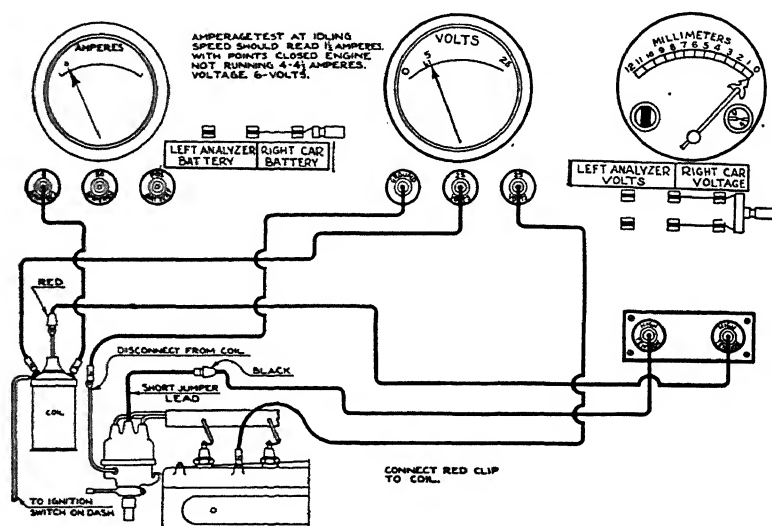 AMPERAGE TEST AT IDLING
SPEED SHOULD READ 1½ AMPERES.
WITH POINTS CLOSED ENGINE
NOT RUNNING 4-4½ AMPERES.
VOLTAGE 6-VOLTS.
AMPERES
0
VOLTS
0
5
25
MILLIMETERS
12 11 10 9 8 7 6 5 4 3 2 1 0
LEFT ANALYZER
BATTERY
RIGHT CAR
BATTERY
LEFT ANALYZER
VOLTS
RIGHT CAR
VOLTAGE
RED
DISCONNECT FROM COIL
BLACK
SHORT JUMPER
LEAD
COIL
CONNECT RED CLIP
TO COIL.
TO IGNITION
SWITCH ON DASH